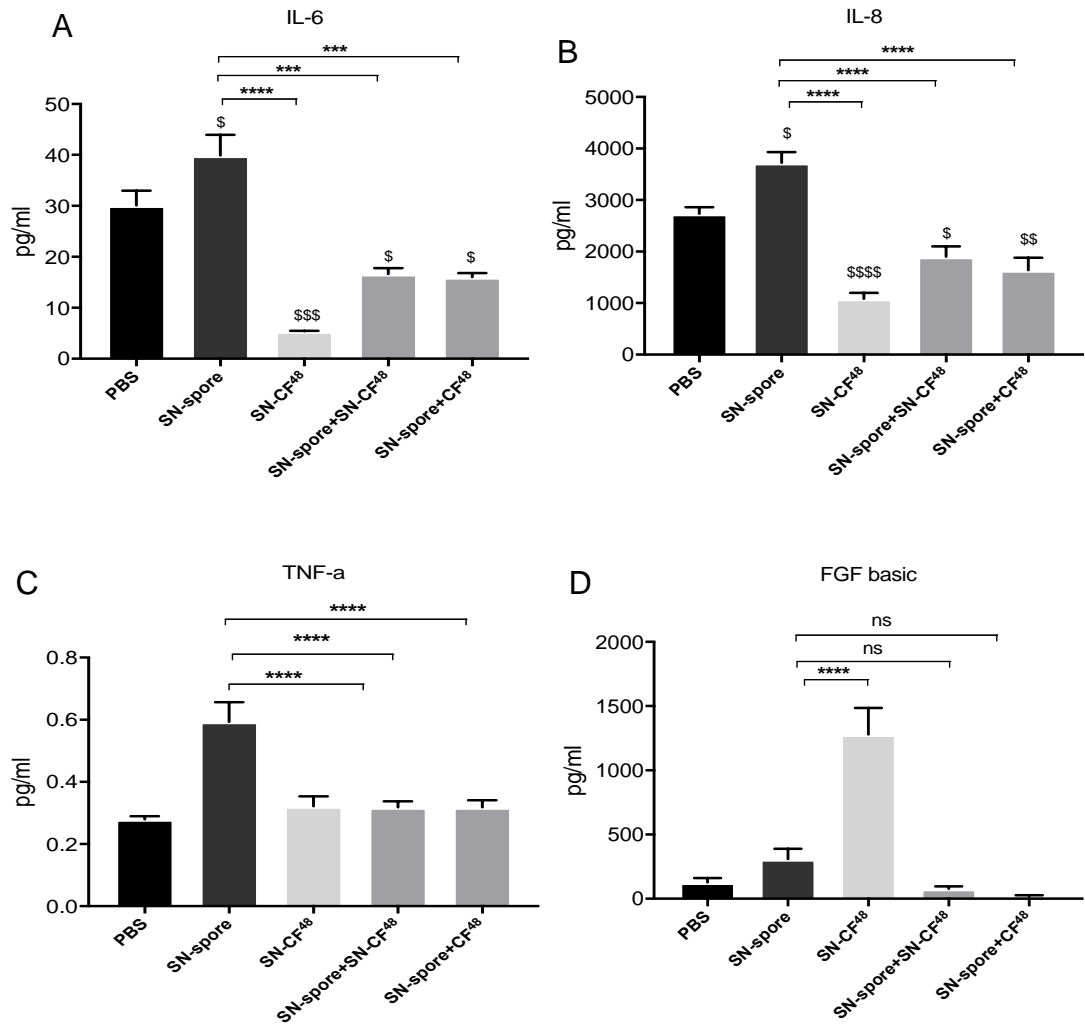 A
IL-6
***
***
****
$
$$$
$
$
50
40
30
20
10
0
pg/ml
PBS
SN-spore
SN-CF⁴⁸
SN-spore+SN-CF⁴⁸
SN-spore+CF⁴⁸
B
IL-8
****
****
****
$
$$$$
$
$$
5000
4000
3000
2000
1000
0
pg/ml
PBS
SN-spore
SN-CF⁴⁸
SN-spore+SN-CF⁴⁸
SN-spore+CF⁴⁸
C
TNF-a
****
****
****
0.8
0.6
0.4
0.2
0.0
pg/ml
PBS
SN-spore
SN-CF⁴⁸
SN-spore+SN-CF⁴⁸
SN-spore+CF⁴⁸
D
FGF basic
ns
ns
****
2000
1500
1000
500
0
pg/ml
PBS
SN-spore
SN-CF⁴⁸
SN-spore+SN-CF⁴⁸
SN-spore+CF⁴⁸